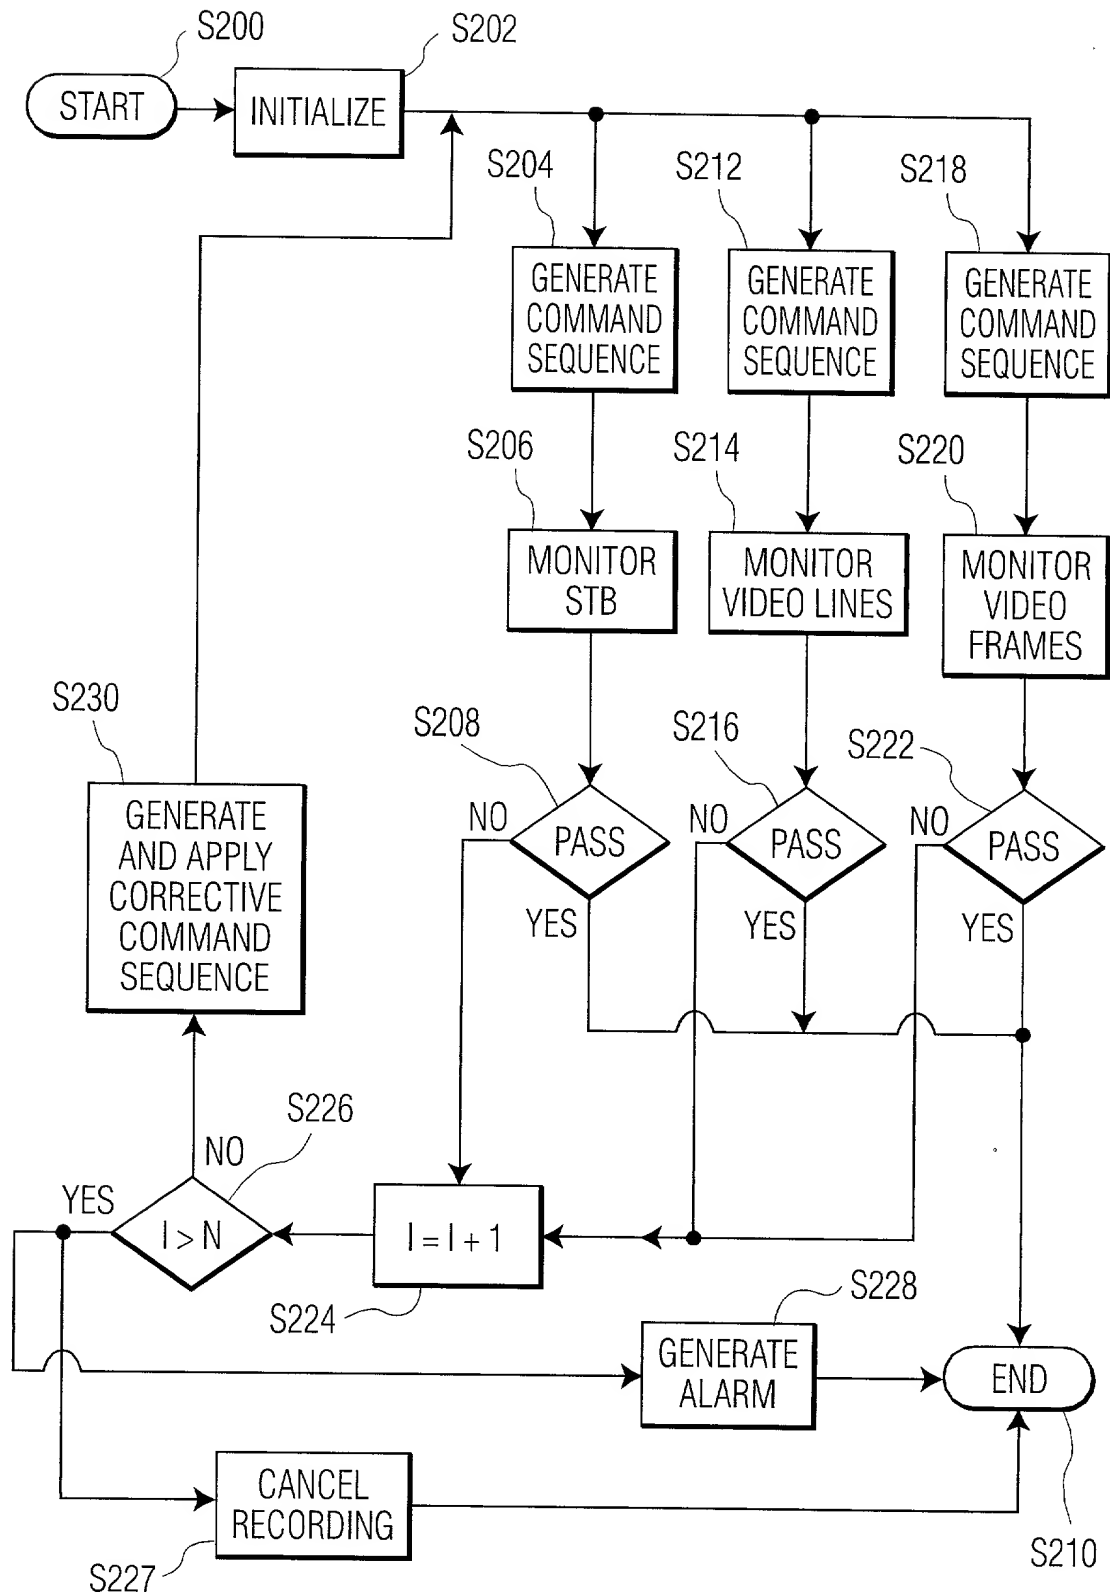 S200
S202
START
INITIALIZE
S204
S212
S218
GENERATE
COMMAND
SEQUENCE
GENERATE
COMMAND
SEQUENCE
GENERATE
COMMAND
SEQUENCE
S206
S214
S220
MONITOR
STB
MONITOR
VIDEO LINES
MONITOR
VIDEO
FRAMES
S230
S208
S216
S222
GENERATE
AND APPLY
CORRECTIVE
COMMAND
SEQUENCE
NO
PASS
YES
NO
PASS
YES
NO
PASS
YES
S226
NO
YES
I > N
I = I + 1
S224
S228
GENERATE
ALARM
END
CANCEL
RECORDING
S227
S210